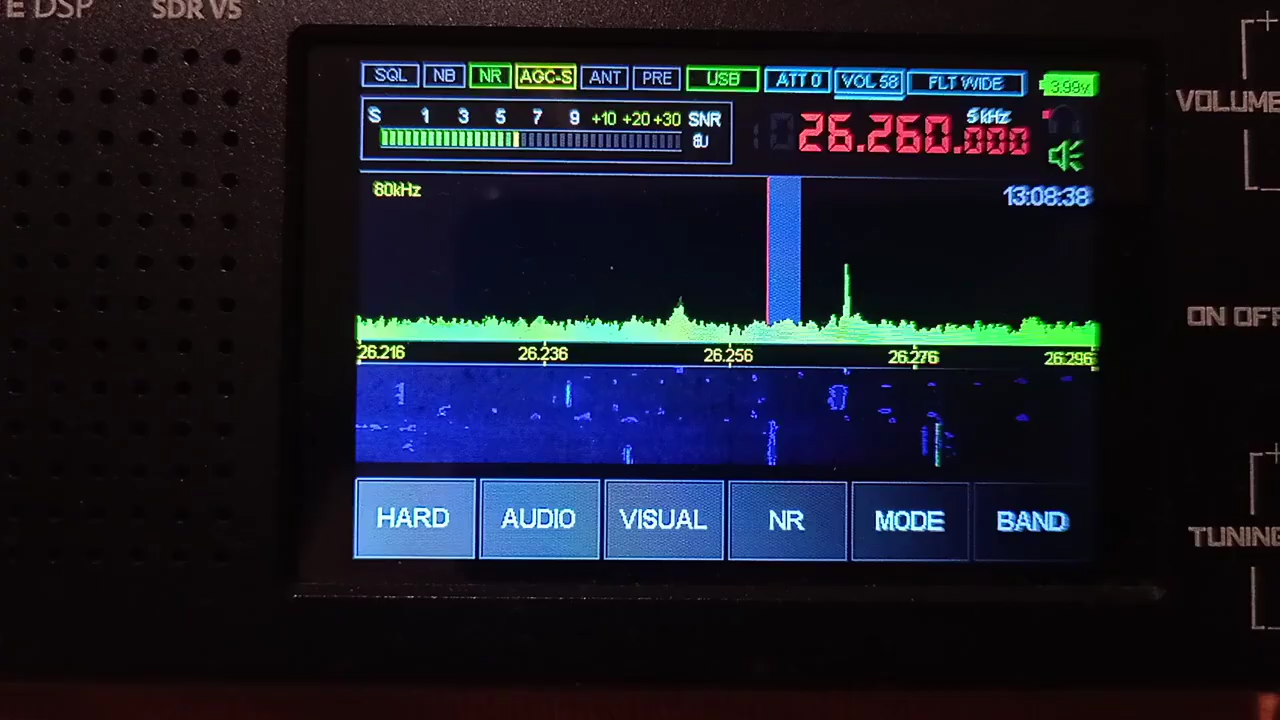 E DSP SDR V5
SQL NB NR AGC-S ANT PRE USB ATT 0 VOL 58 FLT WIDE 3.99V
S 1 3 5 7 9 +10 +20 +30 SNR
26.260.000 5kHz
80kHz 13:08:38
26.216 26.236 26.256 26.276 26.296
HARD AUDIO VISUAL NR MODE BAND
+
VOLUME
ON OFF
+
TUNING